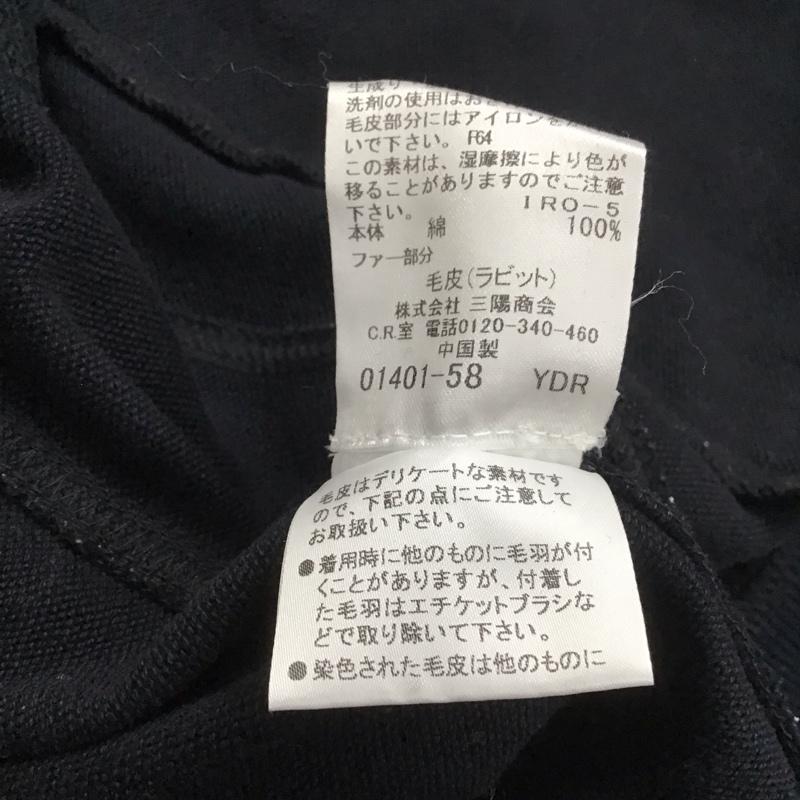 生成り
洗剤の使用はお
毛皮部分にはアイロンを
いで下さい。 F64
この素材は、湿摩擦により色が
移ることがありますのでご注意
下さい。 IRO-5
本体 綿 100%
ファー部分
毛皮(ラビット)
株式会社 三陽商会
C.R.室 電話0120-340-460
中国製
01401-58 YDR
毛皮はデリケートな素材です
ので、下記の点にご注意して
お取扱い下さい。
●着用時に他のものに毛羽が付
くことがありますが、付着し
た毛羽はエチケットブラシな
どで取り除いて下さい。
●染色された毛皮は他のものに